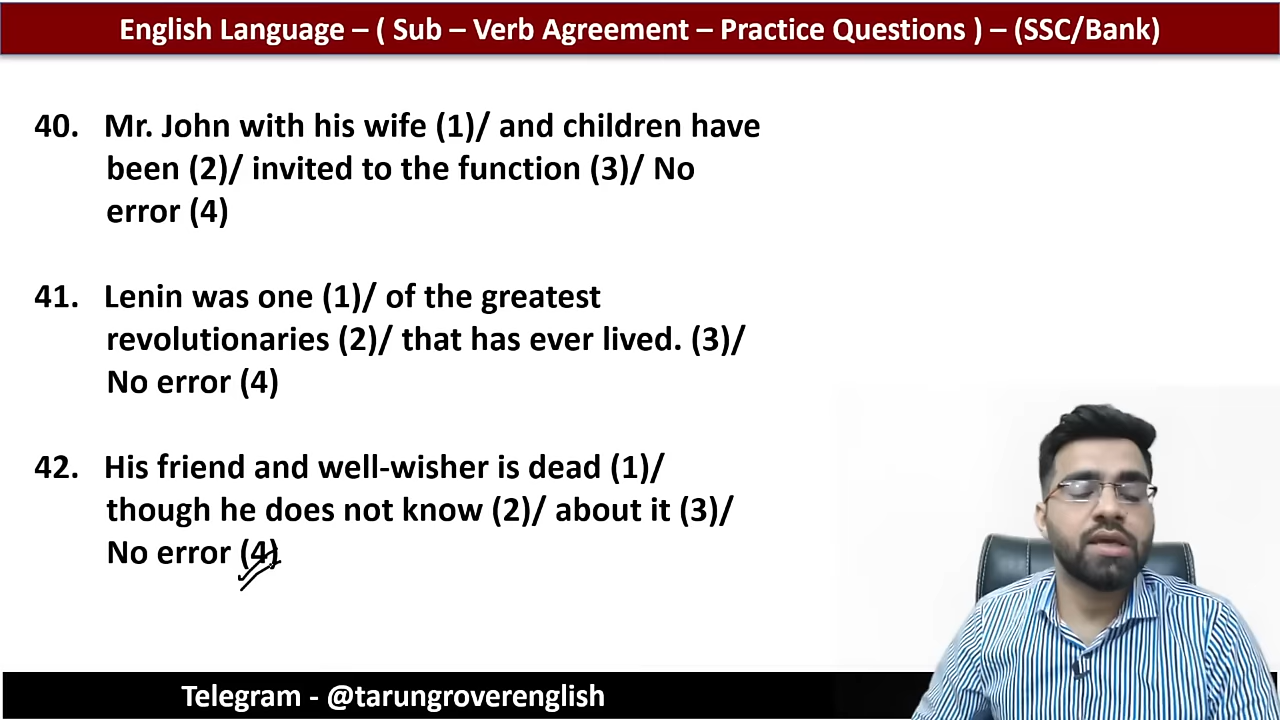 English Language – ( Sub – Verb Agreement – Practice Questions ) – (SSC/Bank)
40. Mr. John with his wife (1)/ and children have
been (2)/ invited to the function (3)/ No
error (4)
41. Lenin was one (1)/ of the greatest
revolutionaries (2)/ that has ever lived. (3)/
No error (4)
42. His friend and well-wisher is dead (1)/
though he does not know (2)/ about it (3)/
No error (4)
Telegram - @tarungroverenglish